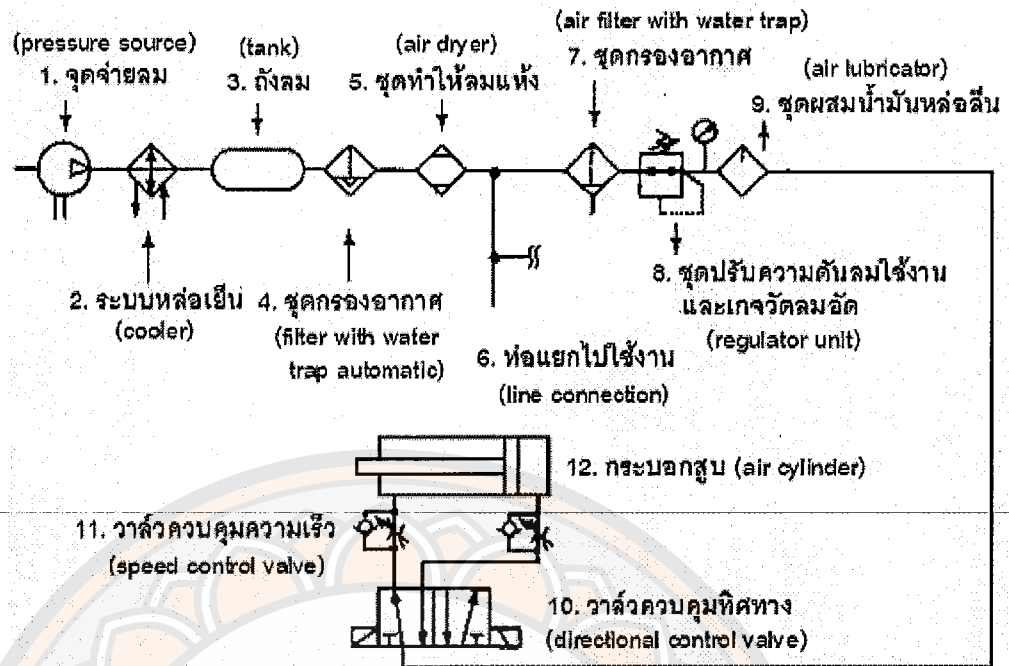 (pressure source)
1. จุดจ่ายลม
(tank)
3. ถังลม
(air dryer)
5. ชุดทำให้ลมแห้ง
(air filter with water trap)
7. ชุดกรองอากาศ
(air lubricator)
9. ชุดผสมน้ำมันหล่อลื่น
2. ระบบหล่อเย็น
(cooler)
4. ชุดกรองอากาศ
(filter with water
trap automatic)
6. ท่อแยกไปใช้งาน
(line connection)
8. ชุดปรับความดันลมใช้งาน
และเกจวัดลมอัด
(regulator unit)
12. กระบอกสูบ (air cylinder)
11. วาล์วควบคุมความเร็ว
(speed control valve)
10. วาล์วควบคุมทิศทาง
(directional control valve)